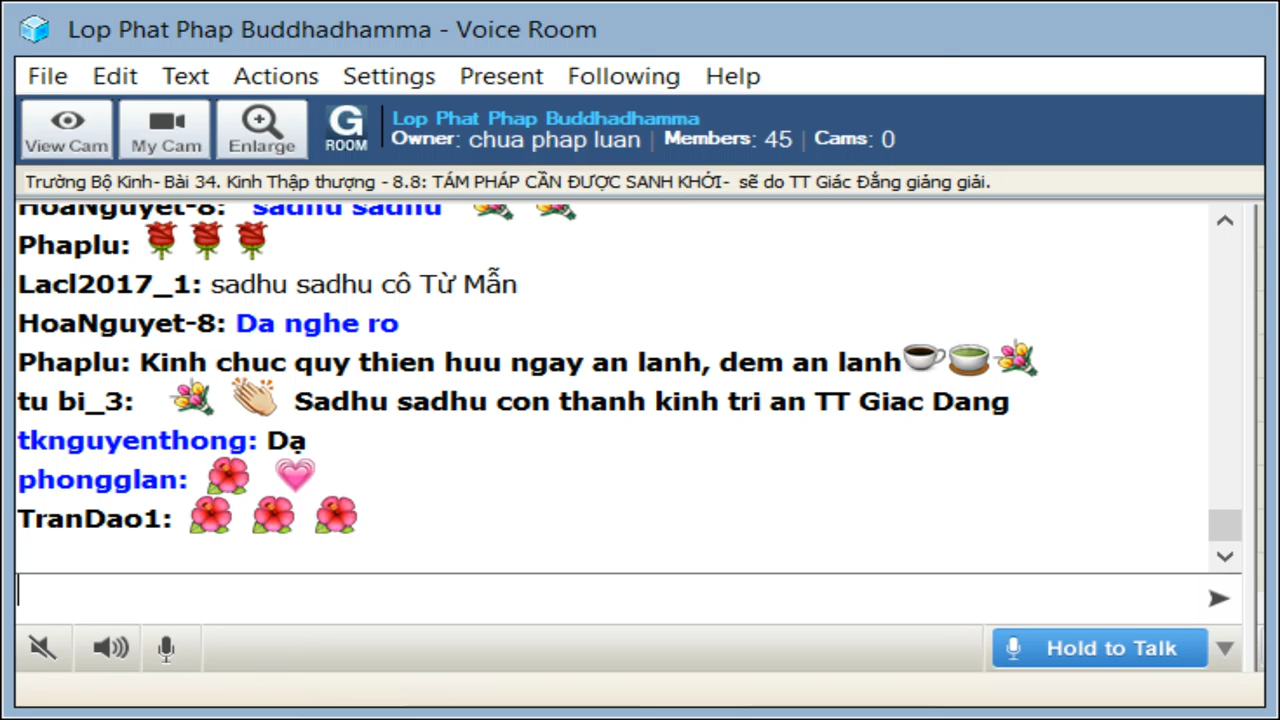 Lop Phat Phap Buddhadhamma - Voice Room
File Edit Text Actions Settings Present Following Help
View Cam My Cam Enlarge G ROOM
Lop Phat Phap Buddhadhamma
Owner: chua phap luan | Members: 45 | Cams: 0
Trường Bộ Kinh- Bài 34. Kinh Thập thượng - 8.8: TÁM PHÁP CẦN ĐƯỢC SANH KHỞI- sẽ do TT Giác Đẳng giảng giải.
HoaNguyet-8: sadhu sadhu
Phaplu:
Lacl2017_1: sadhu sadhu cô Từ Mẫn
HoaNguyet-8: Da nghe ro
Phaplu: Kinh chuc quy thien huu ngay an lanh, dem an lanh
tu bi_3: Sadhu sadhu con thanh kinh tri an TT Giac Dang
tknguyenthong: Dạ
phongglan:
TranDao1:
Hold to Talk